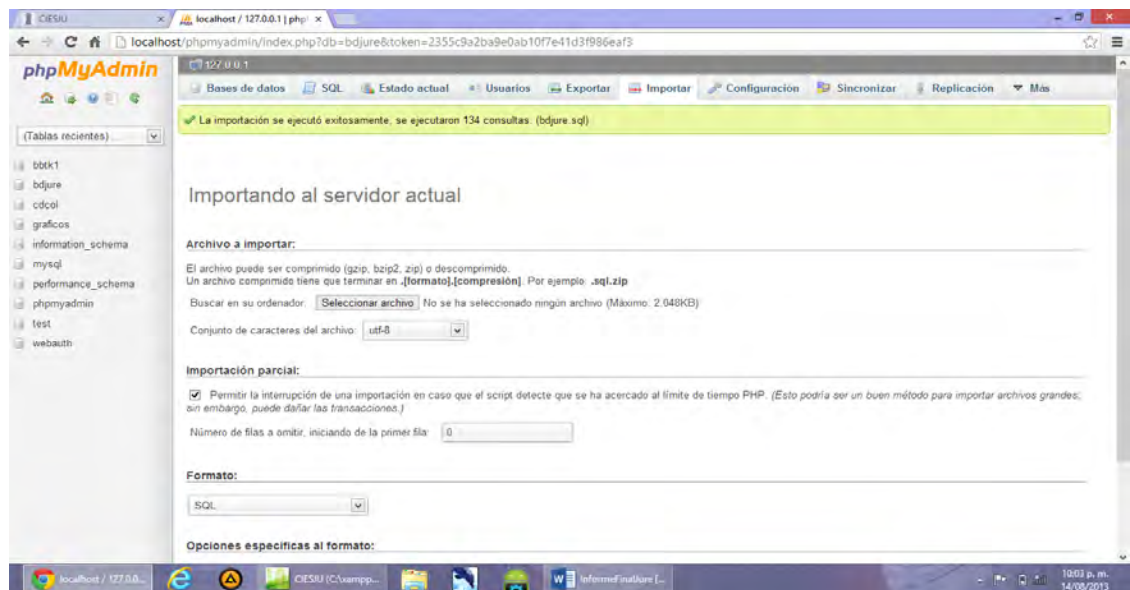 CIESIU
localhost / 127.0.0.1 | php
localhost/phpmyadmin/index.php?db=bdjure&token=2355c9a2ba9e0ab10f7e41d3f986eaf3
phpMyAdmin
127.0.0.1
Bases de datos SQL Estado actual Usuarios Exportar Importar Configuración Sincronizar Replicación Más
La importación se ejecutó exitosamente, se ejecutaron 134 consultas. (bdjure.sql)
(Tablas recientes) ...
bbtk1
bdjure
cdcol
graficos
information_schema
mysql
performance_schema
phpmyadmin
test
webauth
Importando al servidor actual
Archivo a importar:
El archivo puede ser comprimido (gzip, bzip2, zip) o descomprimido.
Un archivo comprimido tiene que terminar en .[formato].[compresión]. Por ejemplo: .sql.zip
Buscar en su ordenador: Seleccionar archivo No se ha seleccionado ningún archivo (Máximo: 2,048KB)
Conjunto de caracteres del archivo: utf-8
Importación parcial:
Permitir la interrupción de una importación en caso que el script detecte que se ha acercado al límite de tiempo PHP. (Esto podría ser un buen método para importar archivos grandes;
sin embargo, puede dañar las transacciones.)
Número de filas a omitir, iniciando de la primer fila: 0
Formato:
SQL
Opciones específicas al formato:
localhost / 127.0.0...
CIESIU (C:\xampp...
InformeFinalJure [...
10:03 p. m.
14/08/2013